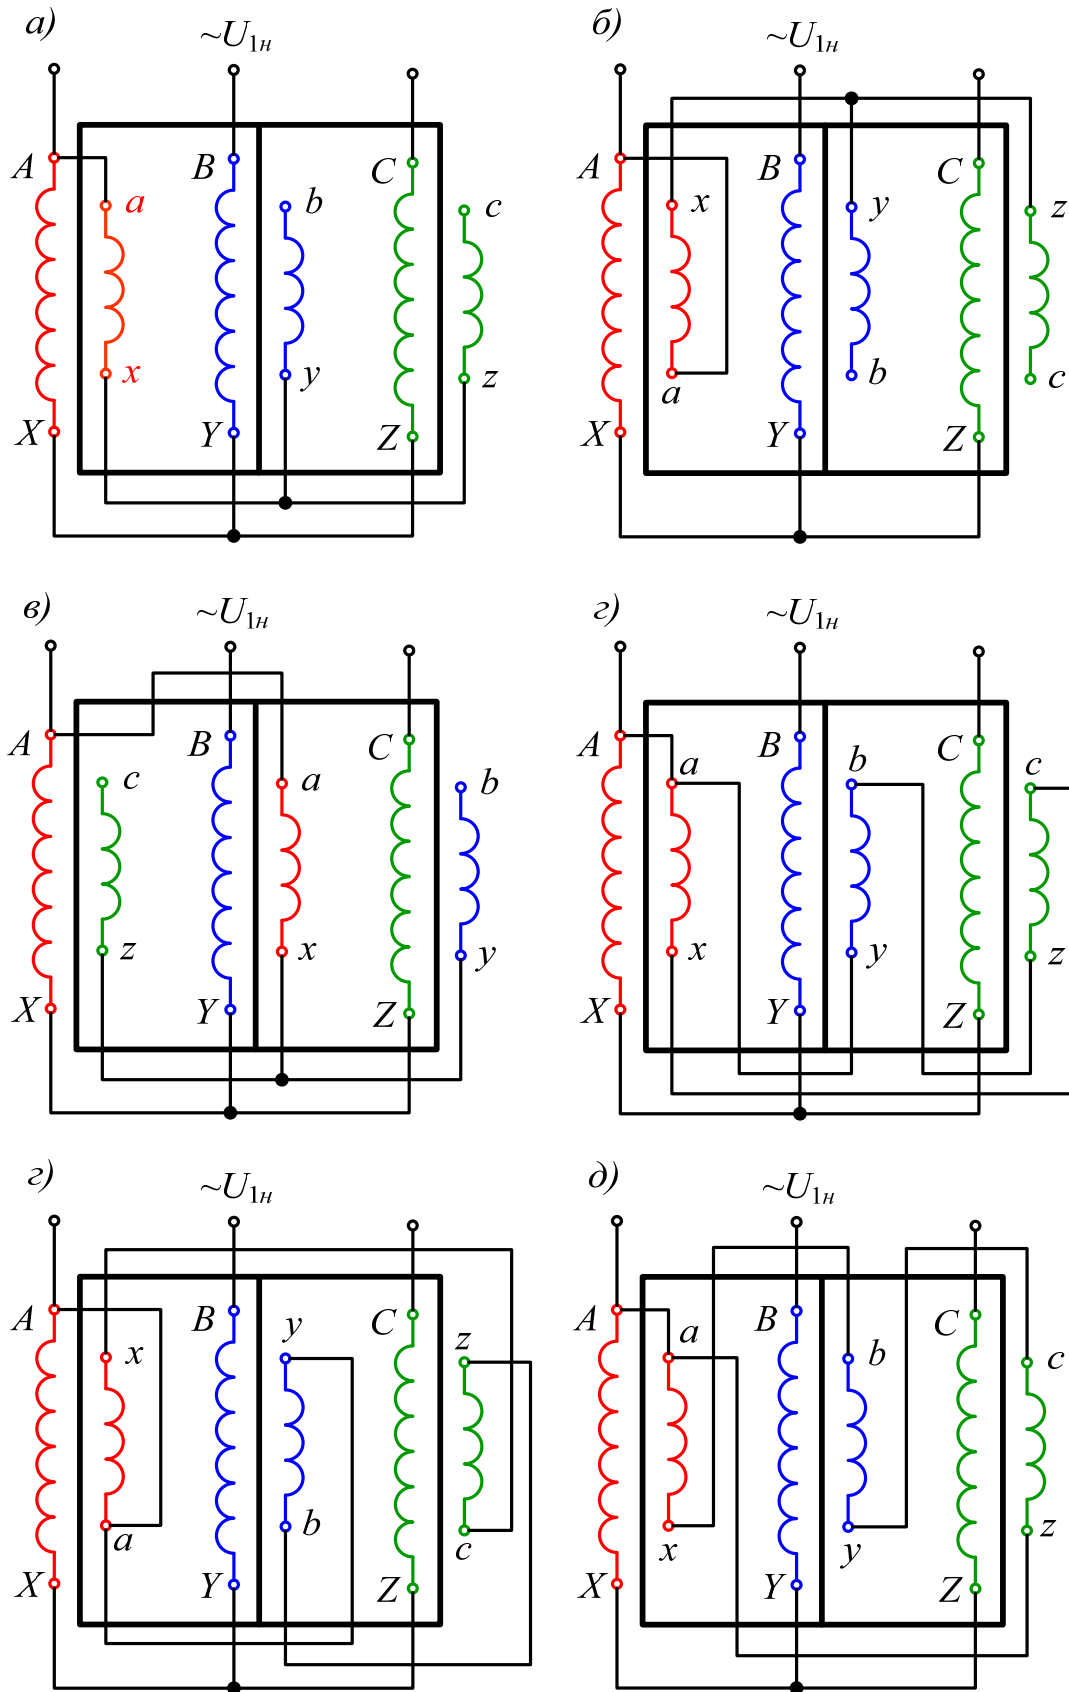 а) ~U1н
A B C
a b c
x y z
X Y Z
б) ~U1н
A B C
x y z
a b c
X Y Z
в) ~U1н
A B C
c a b
z x y
X Y Z
г) ~U1н
A B C
a b c
x y z
X Y Z
г) ~U1н
A B C
x y z
a b c
X Y Z
д) ~U1н
A B C
a b c
x y z
X Y Z